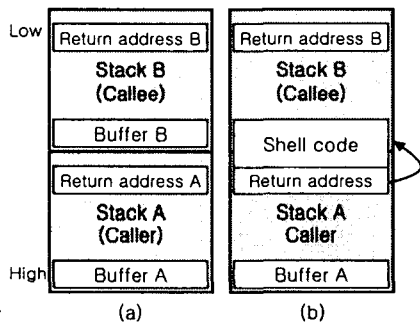 Low
Return address B
Stack B
(Callee)
Buffer B
Return address A
Stack A
(Caller)
High
Buffer A
(a)
Return address B
Stack B
(Callee)
Shell code
Return address
Stack A
Caller
Buffer A
(b)